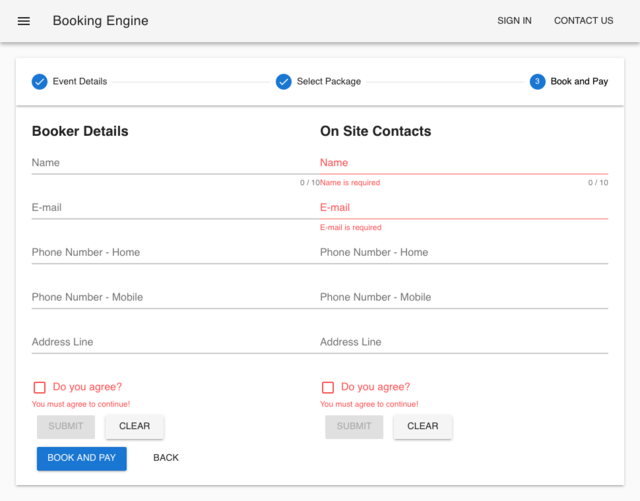 Booking Engine
SIGN IN
CONTACT US
Event Details
Select Package
3
Book and Pay
Booker Details
Name
0 / 10
E-mail
Phone Number - Home
Phone Number - Mobile
Address Line
Do you agree?
You must agree to continue!
SUBMIT
CLEAR
BOOK AND PAY
BACK
On Site Contacts
Name
Name is required
0 / 10
E-mail
E-mail is required
Phone Number - Home
Phone Number - Mobile
Address Line
Do you agree?
You must agree to continue!
SUBMIT
CLEAR